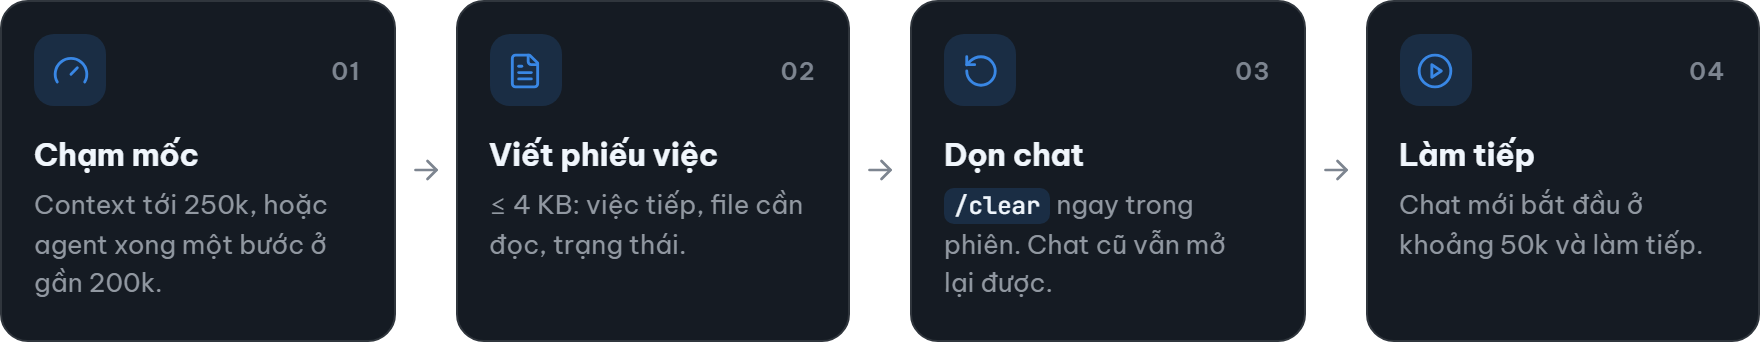 01
Chạm mốc
Context tới 250k, hoặc
agent xong một bước ở
gần 200k.
02
Viết phiếu việc
≤ 4 KB: việc tiếp, file cần
đọc, trạng thái.
03
Dọn chat
/clear ngay trong
phiên. Chat cũ vẫn mở
lại được.
04
Làm tiếp
Chat mới bắt đầu ở
khoảng 50k và làm tiếp.